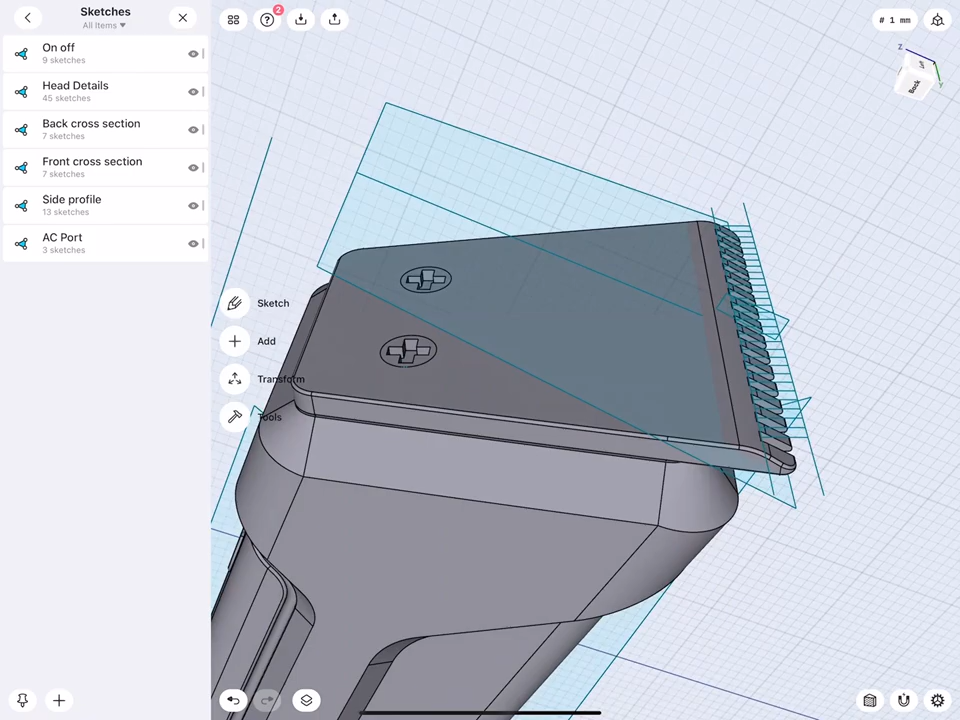 Sketches
All Items ▼
On off
9 sketches
Head Details
45 sketches
Back cross section
7 sketches
Front cross section
7 sketches
Side profile
13 sketches
AC Port
3 sketches
2
# 1 mm
Z
Y
Left
Back
Sketch
Add
Transform
Tools